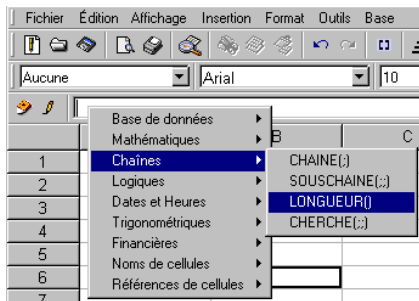 Fichier Édition Affichage Insertion Format Outils Base
Aucune Arial 10
Base de données
Mathématiques B C
1 Chaînes CHAINE(;)
2 Logiques SOUSCHAINE(;;)
3 Dates et Heures LONGUEUR()
Trigonométriques CHERCHE(;;)
4 Financières
5 Noms de cellules
6 Références de cellules
7